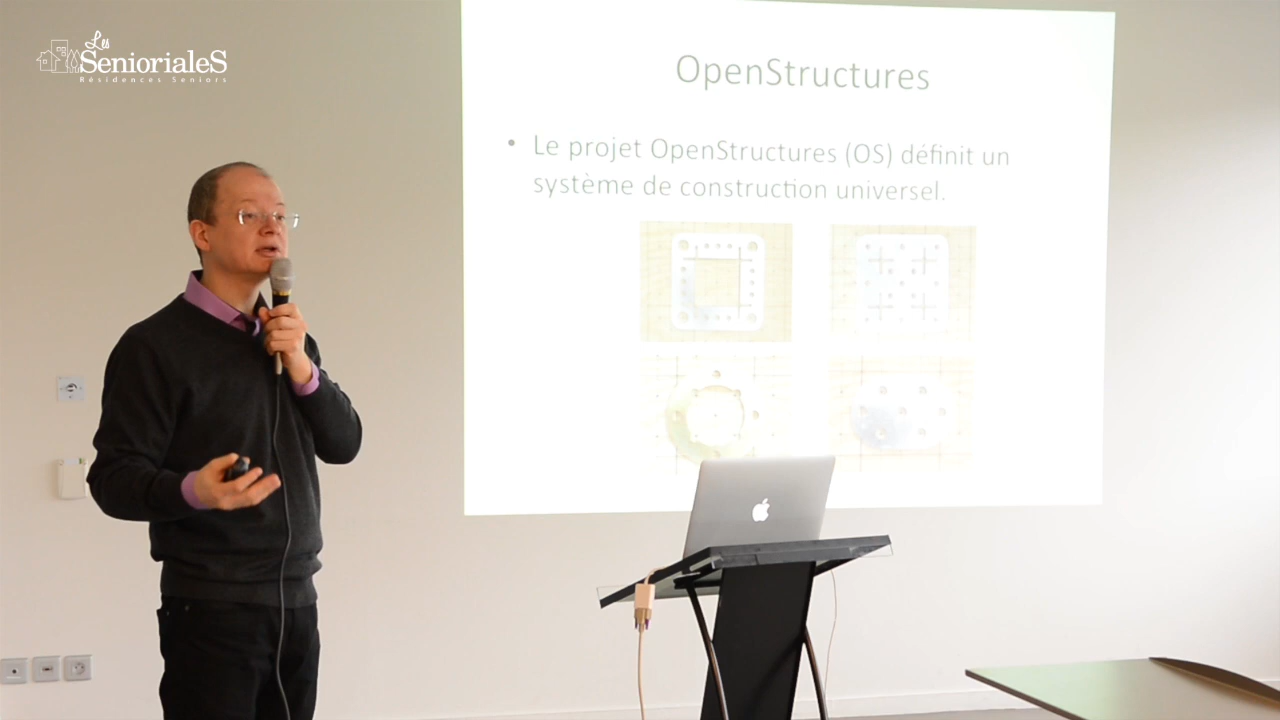 Les
SeniorialeS
Résidences Seniors
OpenStructures
• Le projet OpenStructures (OS) définit un
système de construction universel.